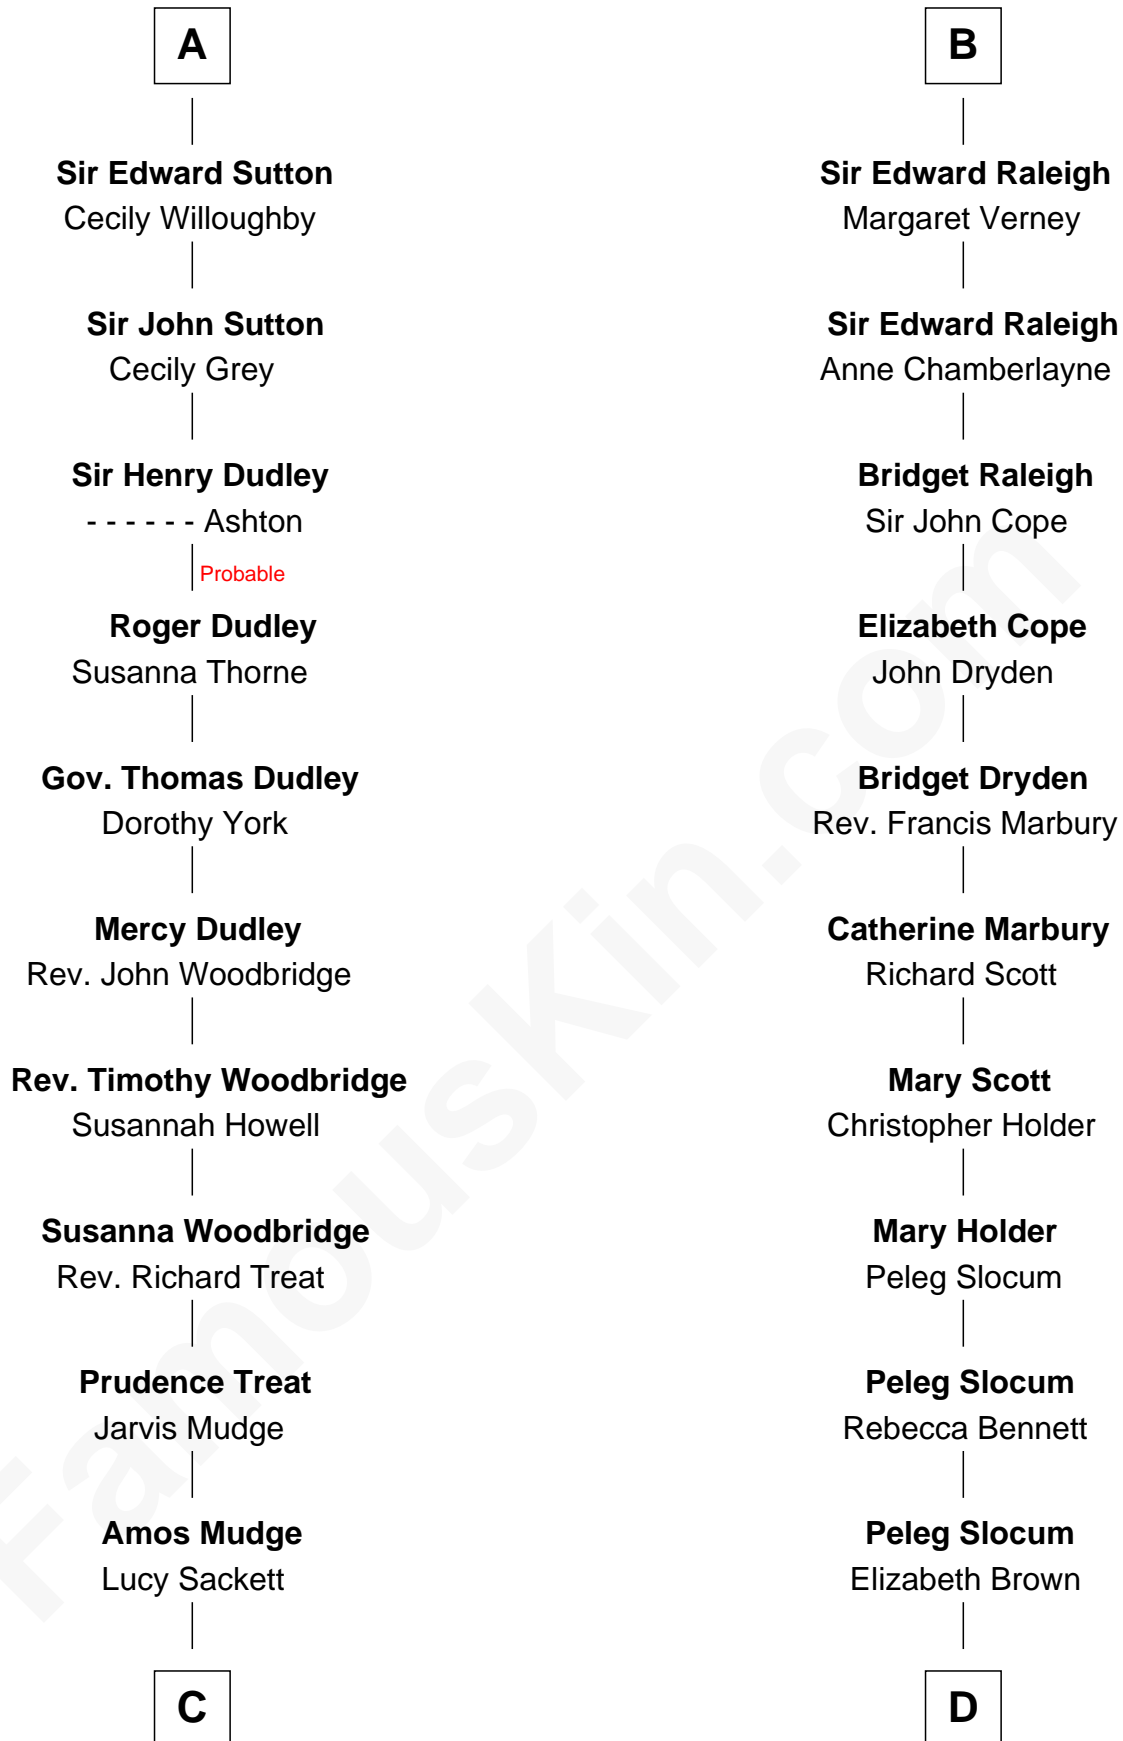 A
Sir Edward Sutton
Cecily Willoughby
Sir John Sutton
Cecily Grey
Sir Henry Dudley
- - - - - - Ashton
Probable
Roger Dudley
Susanna Thorne
Gov. Thomas Dudley
Dorothy York
Mercy Dudley
Rev. John Woodbridge
Rev. Timothy Woodbridge
Susannah Howell
Susanna Woodbridge
Rev. Richard Treat
Prudence Treat
Jarvis Mudge
Amos Mudge
Lucy Sackett
C
B
Sir Edward Raleigh
Margaret Verney
Sir Edward Raleigh
Anne Chamberlayne
Bridget Raleigh
Sir John Cope
Elizabeth Cope
John Dryden
Bridget Dryden
Rev. Francis Marbury
Catherine Marbury
Richard Scott
Mary Scott
Christopher Holder
Mary Holder
Peleg Slocum
Peleg Slocum
Rebecca Bennett
Peleg Slocum
Elizabeth Brown
D
FamousKin.com